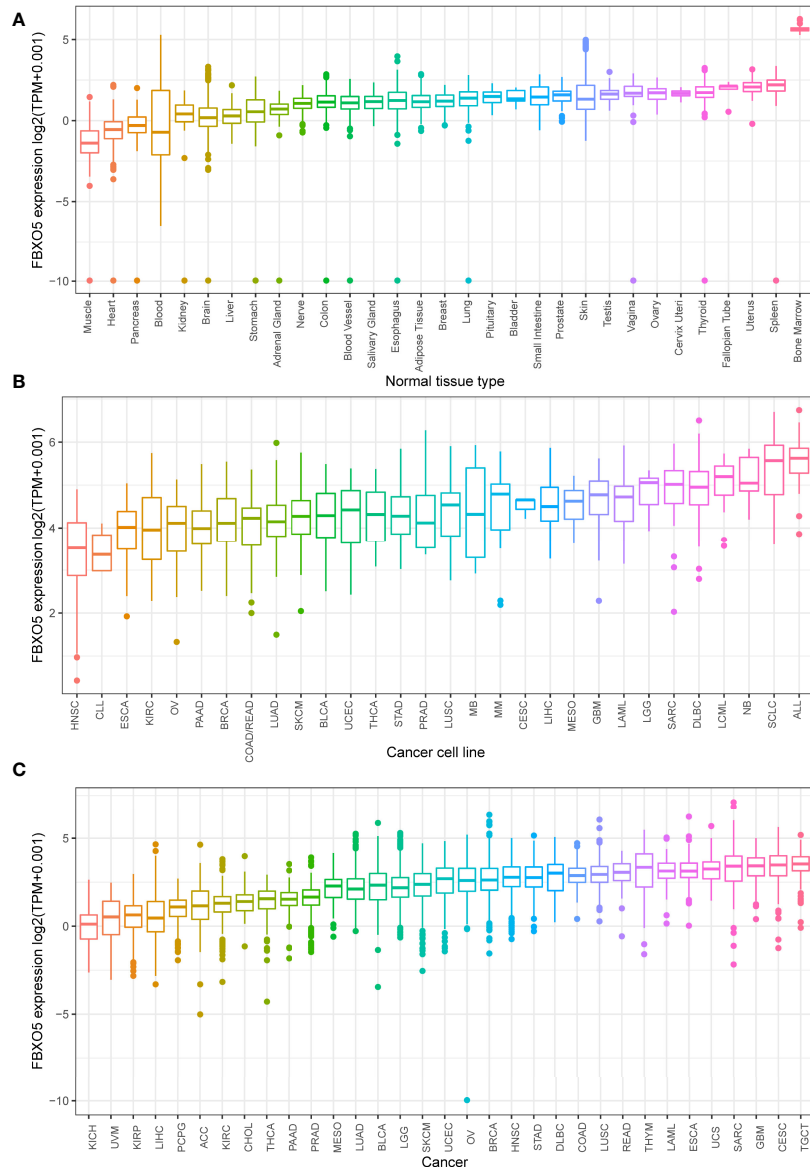 A
FBXO5 expression log2(TPM+0.001)
5
0
−5
−10
Muscle
Heart
Pancreas
Blood
Kidney
Brain
Liver
Stomach
Adrenal Gland
Nerve
Colon
Blood Vessel
Salivary Gland
Esophagus
Adipose Tissue
Breast
Lung
Pituitary
Bladder
Small Intestine
Prostate
Skin
Testis
Vagina
Ovary
Cervix Uteri
Thyroid
Fallopian Tube
Uterus
Spleen
Bone Marrow
Normal tissue type
B
FBXO5 expression log2(TPM+0.001)
6
4
2
HNSC
CLL
ESCA
KIRC
OV
PAAD
BRCA
COAD/READ
LUAD
SKCM
BLCA
UCEC
THCA
STAD
PRAD
LUSC
MB
MM
CESC
LIHC
MESO
GBM
LAML
LGG
SARC
DLBC
LCML
NB
SCLC
ALL
Cancer cell line
C
FBXO5 expression log2(TPM+0.001)
5
0
−5
−10
KICH
UVM
KIRP
LIHC
PCPG
ACC
KIRC
CHOL
THCA
PAAD
PRAD
MESO
LUAD
BLCA
LGG
SKCM
UCEC
OV
BRCA
HNSC
STAD
DLBC
COAD
LUSC
READ
THYM
LAML
ESCA
UCS
SARC
GBM
CESC
TGCT
Cancer